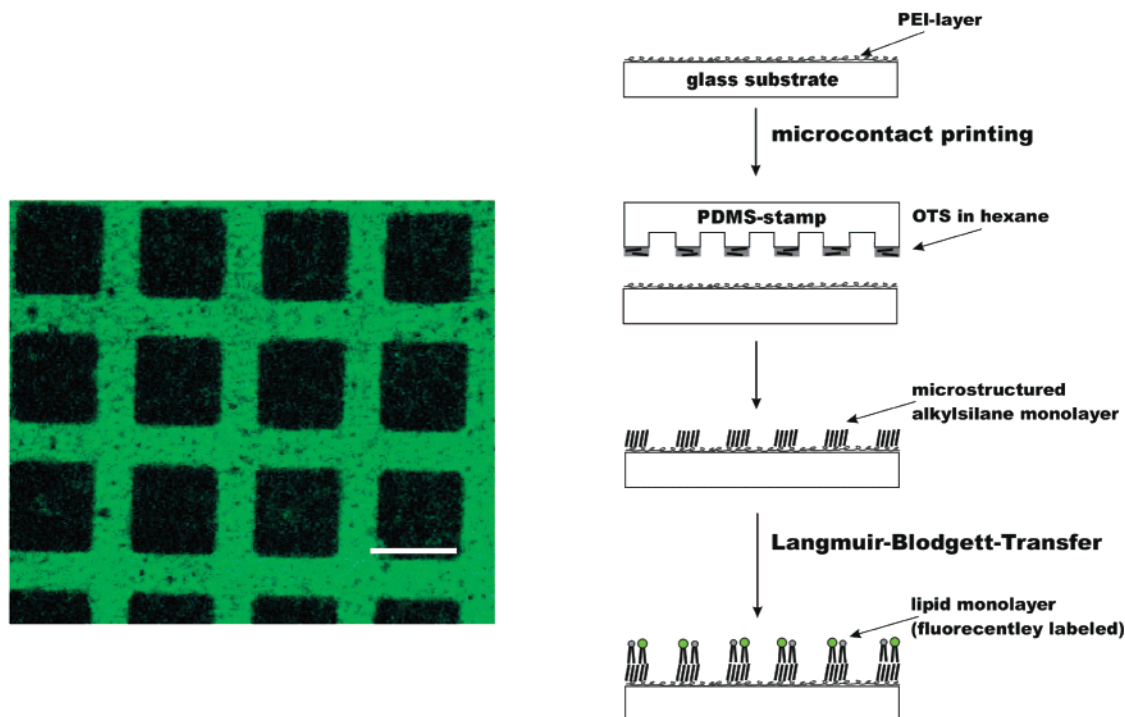 PEI-layer
glass substrate
microcontact printing
PDMS-stamp
OTS in hexane
microstructured
alkylsilane monolayer
Langmuir-Blodgett-Transfer
lipid monolayer
(fluorecentley labeled)